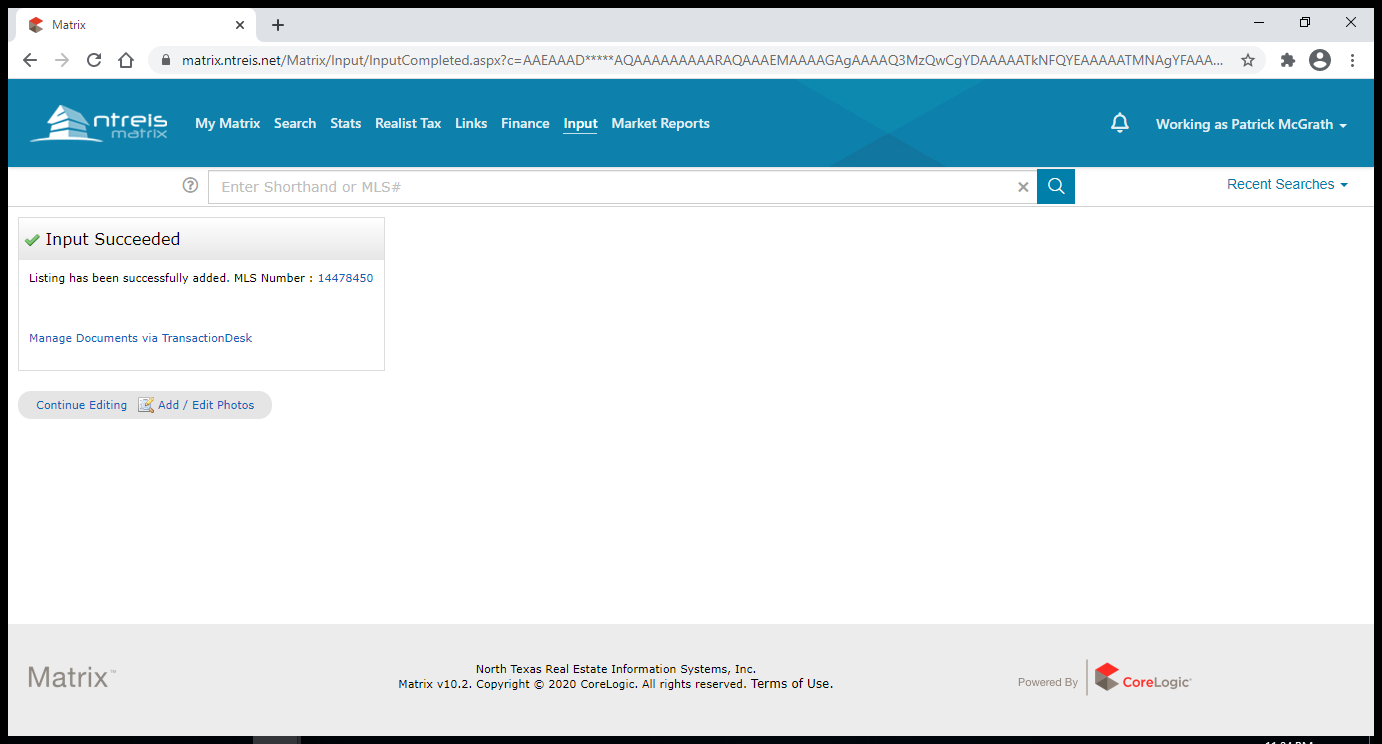 Matrix
matrix.ntreis.net/Matrix/Input/InputCompleted.aspx?c=AAEAAAD*****AQAAAAAAAAARAQAAAEMAAAAGAgAAAAQ3MzQwCgYDAAAAATkNFQYEAAAAATMNAgYFAAA...
ntreis
matrix
My Matrix Search Stats Realist Tax Links Finance Input Market Reports
Working as Patrick McGrath
Enter Shorthand or MLS#
Recent Searches
Input Succeeded
Listing has been successfully added. MLS Number : 14478450
Manage Documents via TransactionDesk
Continue Editing Add / Edit Photos
Matrix™
North Texas Real Estate Information Systems, Inc.
Matrix v10.2. Copyright © 2020 CoreLogic. All rights reserved. Terms of Use.
Powered By CoreLogic